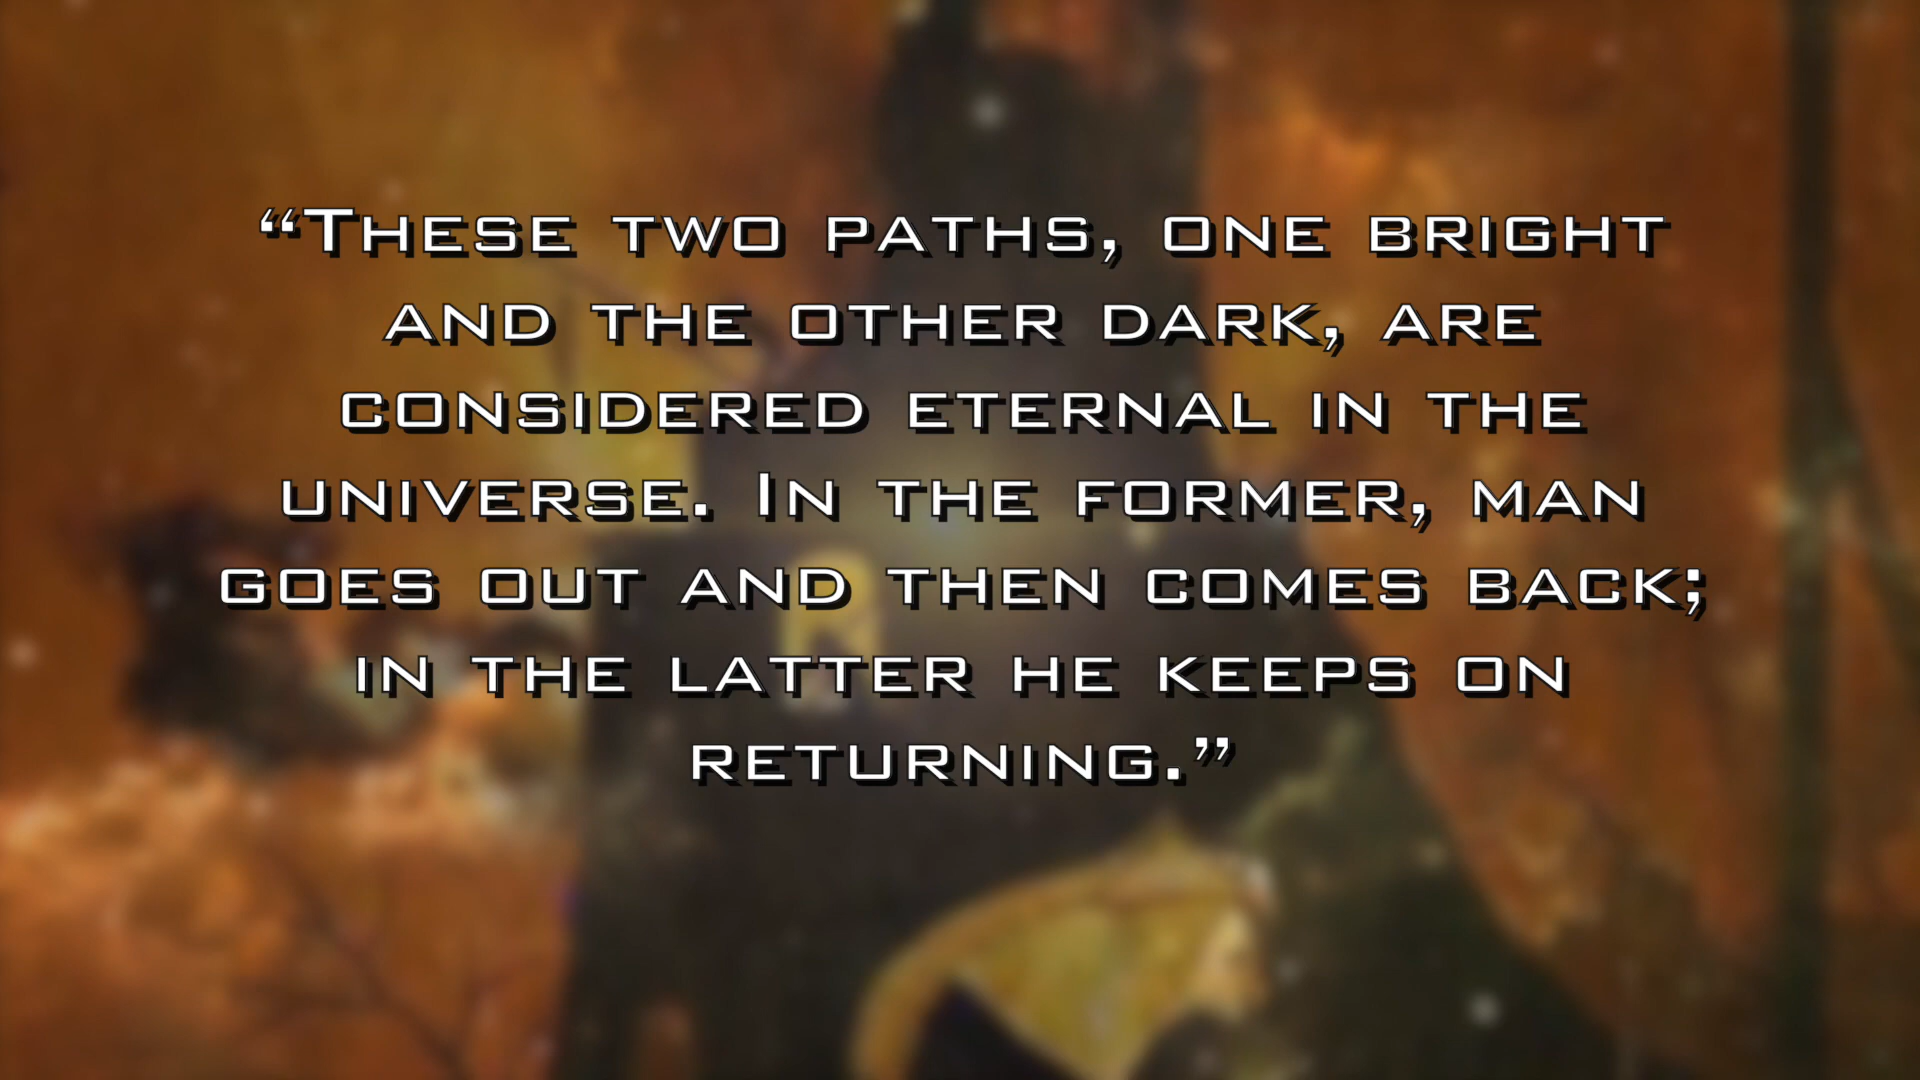 “These two paths, one bright
and the other dark, are
considered eternal in the
universe. In the former, man
goes out and then comes back;
in the latter he keeps on
returning.”